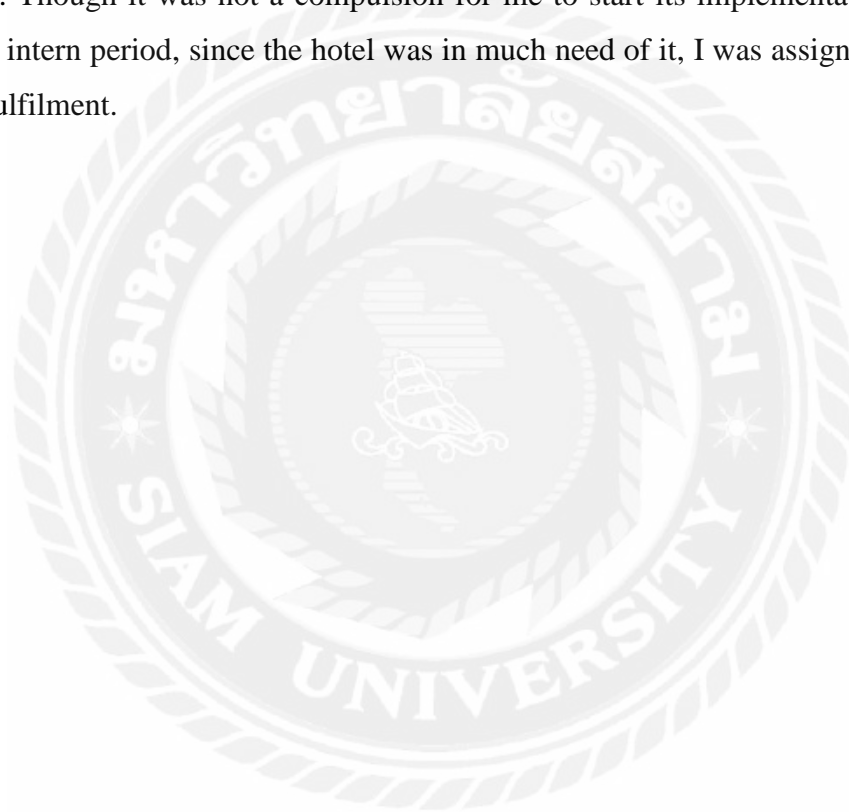 . Though it was not a compulsion for me to start its implementa
intern period, since the hotel was in much need of it, I was assign
ulfilment.
มหาวิทยาลัยสยาม
SIAM UNIVERSITY